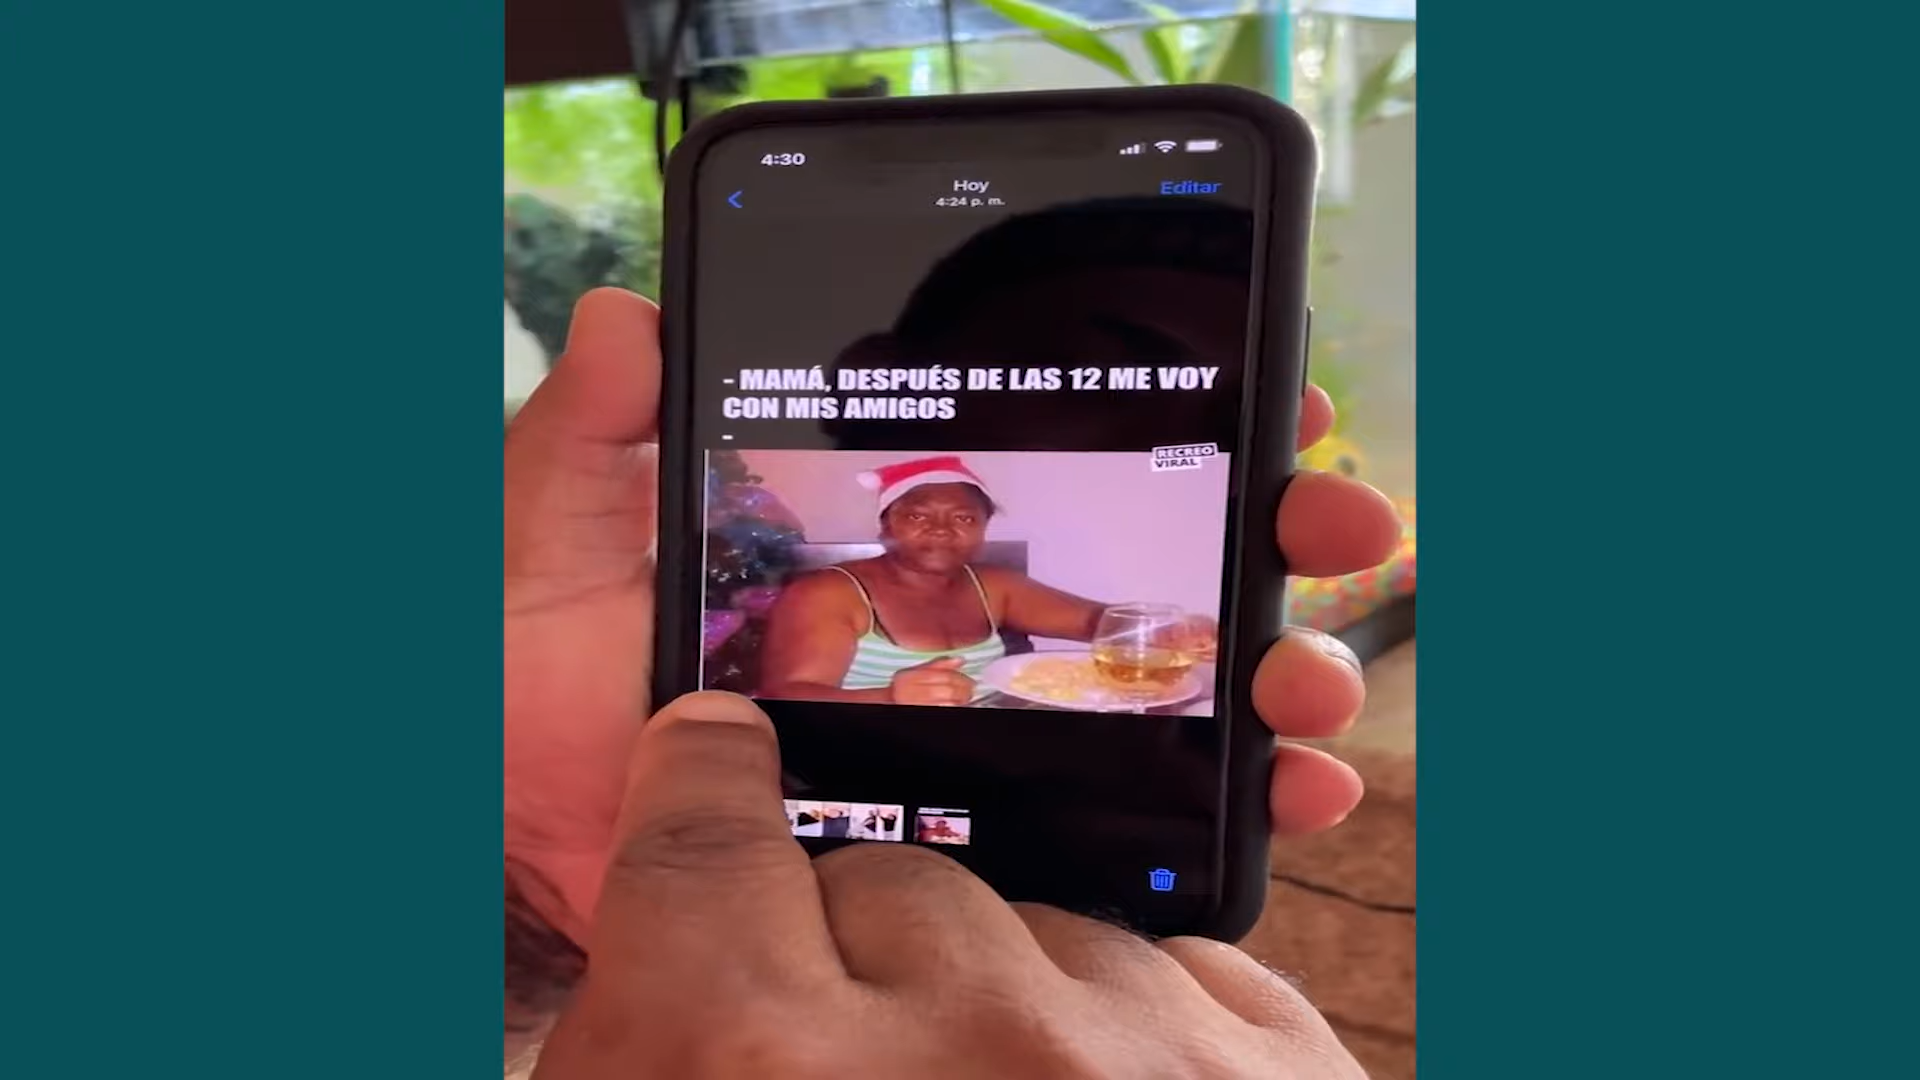 4:30
Hoy
4:24 p. m.
Editar
- MAMÁ, DESPUÉS DE LAS 12 ME VOY
CON MIS AMIGOS
-
RECREO
VIRAL